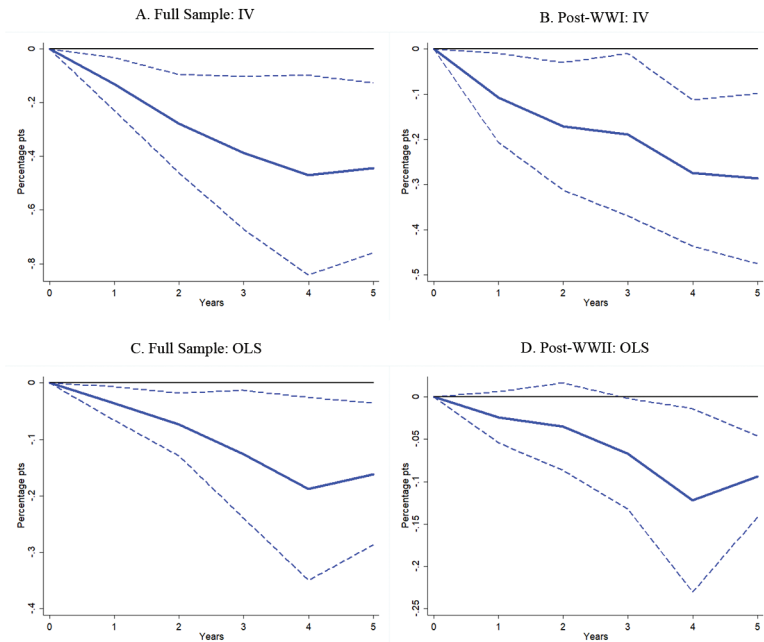 A. Full Sample: IV
Percentage pts
0
-.2
-.4
-.6
-.8
0 1 2 3 4 5
Years
B. Post-WWI: IV
Percentage pts
0
-.1
-.2
-.3
-.4
-.5
0 1 2 3 4 5
Years
C. Full Sample: OLS
Percentage pts
0
-.1
-.2
-.3
-.4
0 1 2 3 4 5
Years
D. Post-WWII: OLS
Percentage pts
0
-.05
-.1
-.15
-.2
-.25
0 1 2 3 4 5
Years